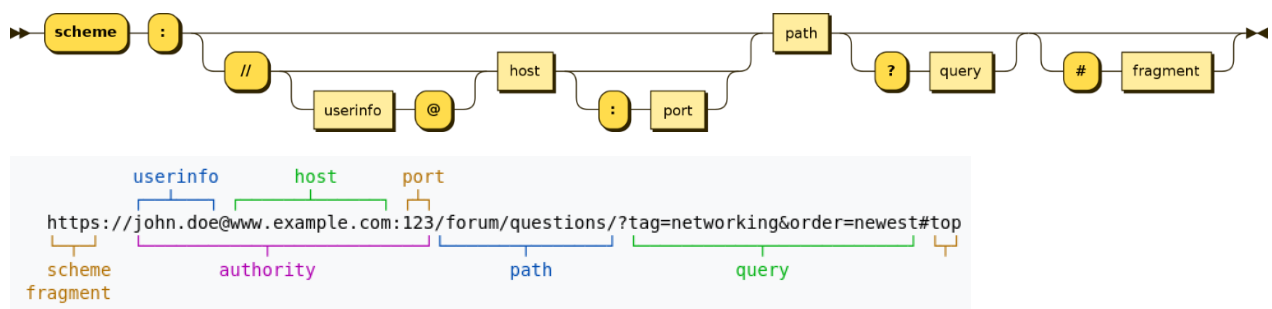 scheme : path ? query # fragment
// host
userinfo @ : port
userinfo host port
https://john.doe@www.example.com:123/forum/questions/?tag=networking&order=newest#top
scheme authority path query
fragment